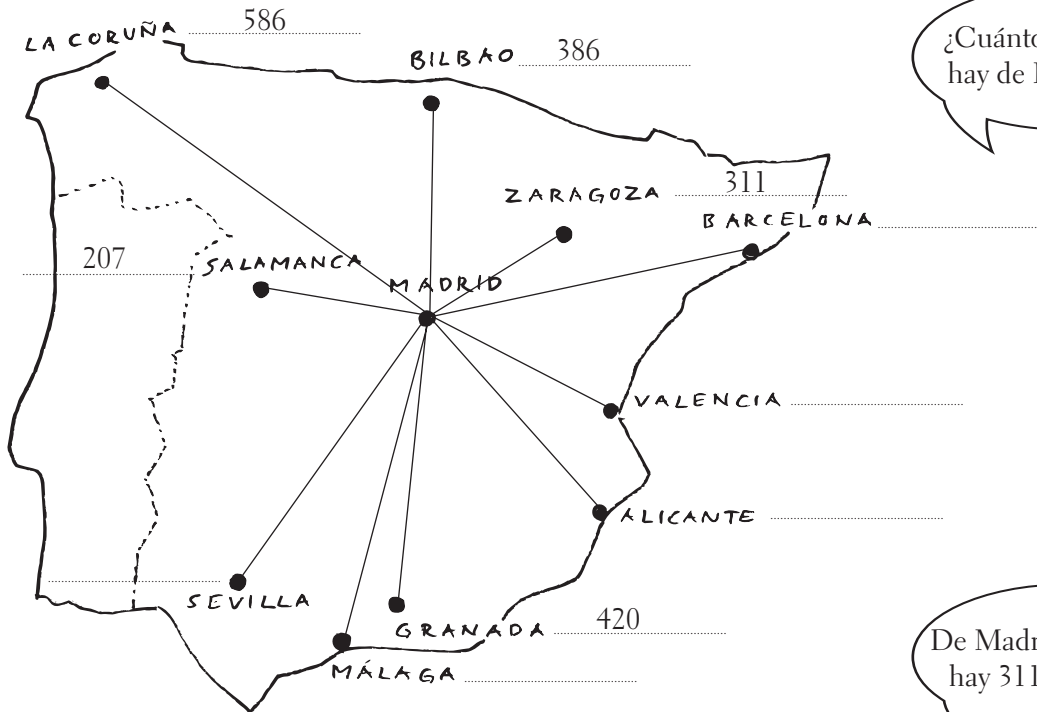 LA CORUÑA 586
BILBAO 386
¿Cuánto
hay de
ZARAGOZA 311
BARCELONA
207 SALAMANCA
MADRID
VALENCIA
ALICANTE
SEVILLA
GRANADA 420
De
hay 311
MÁLAGA